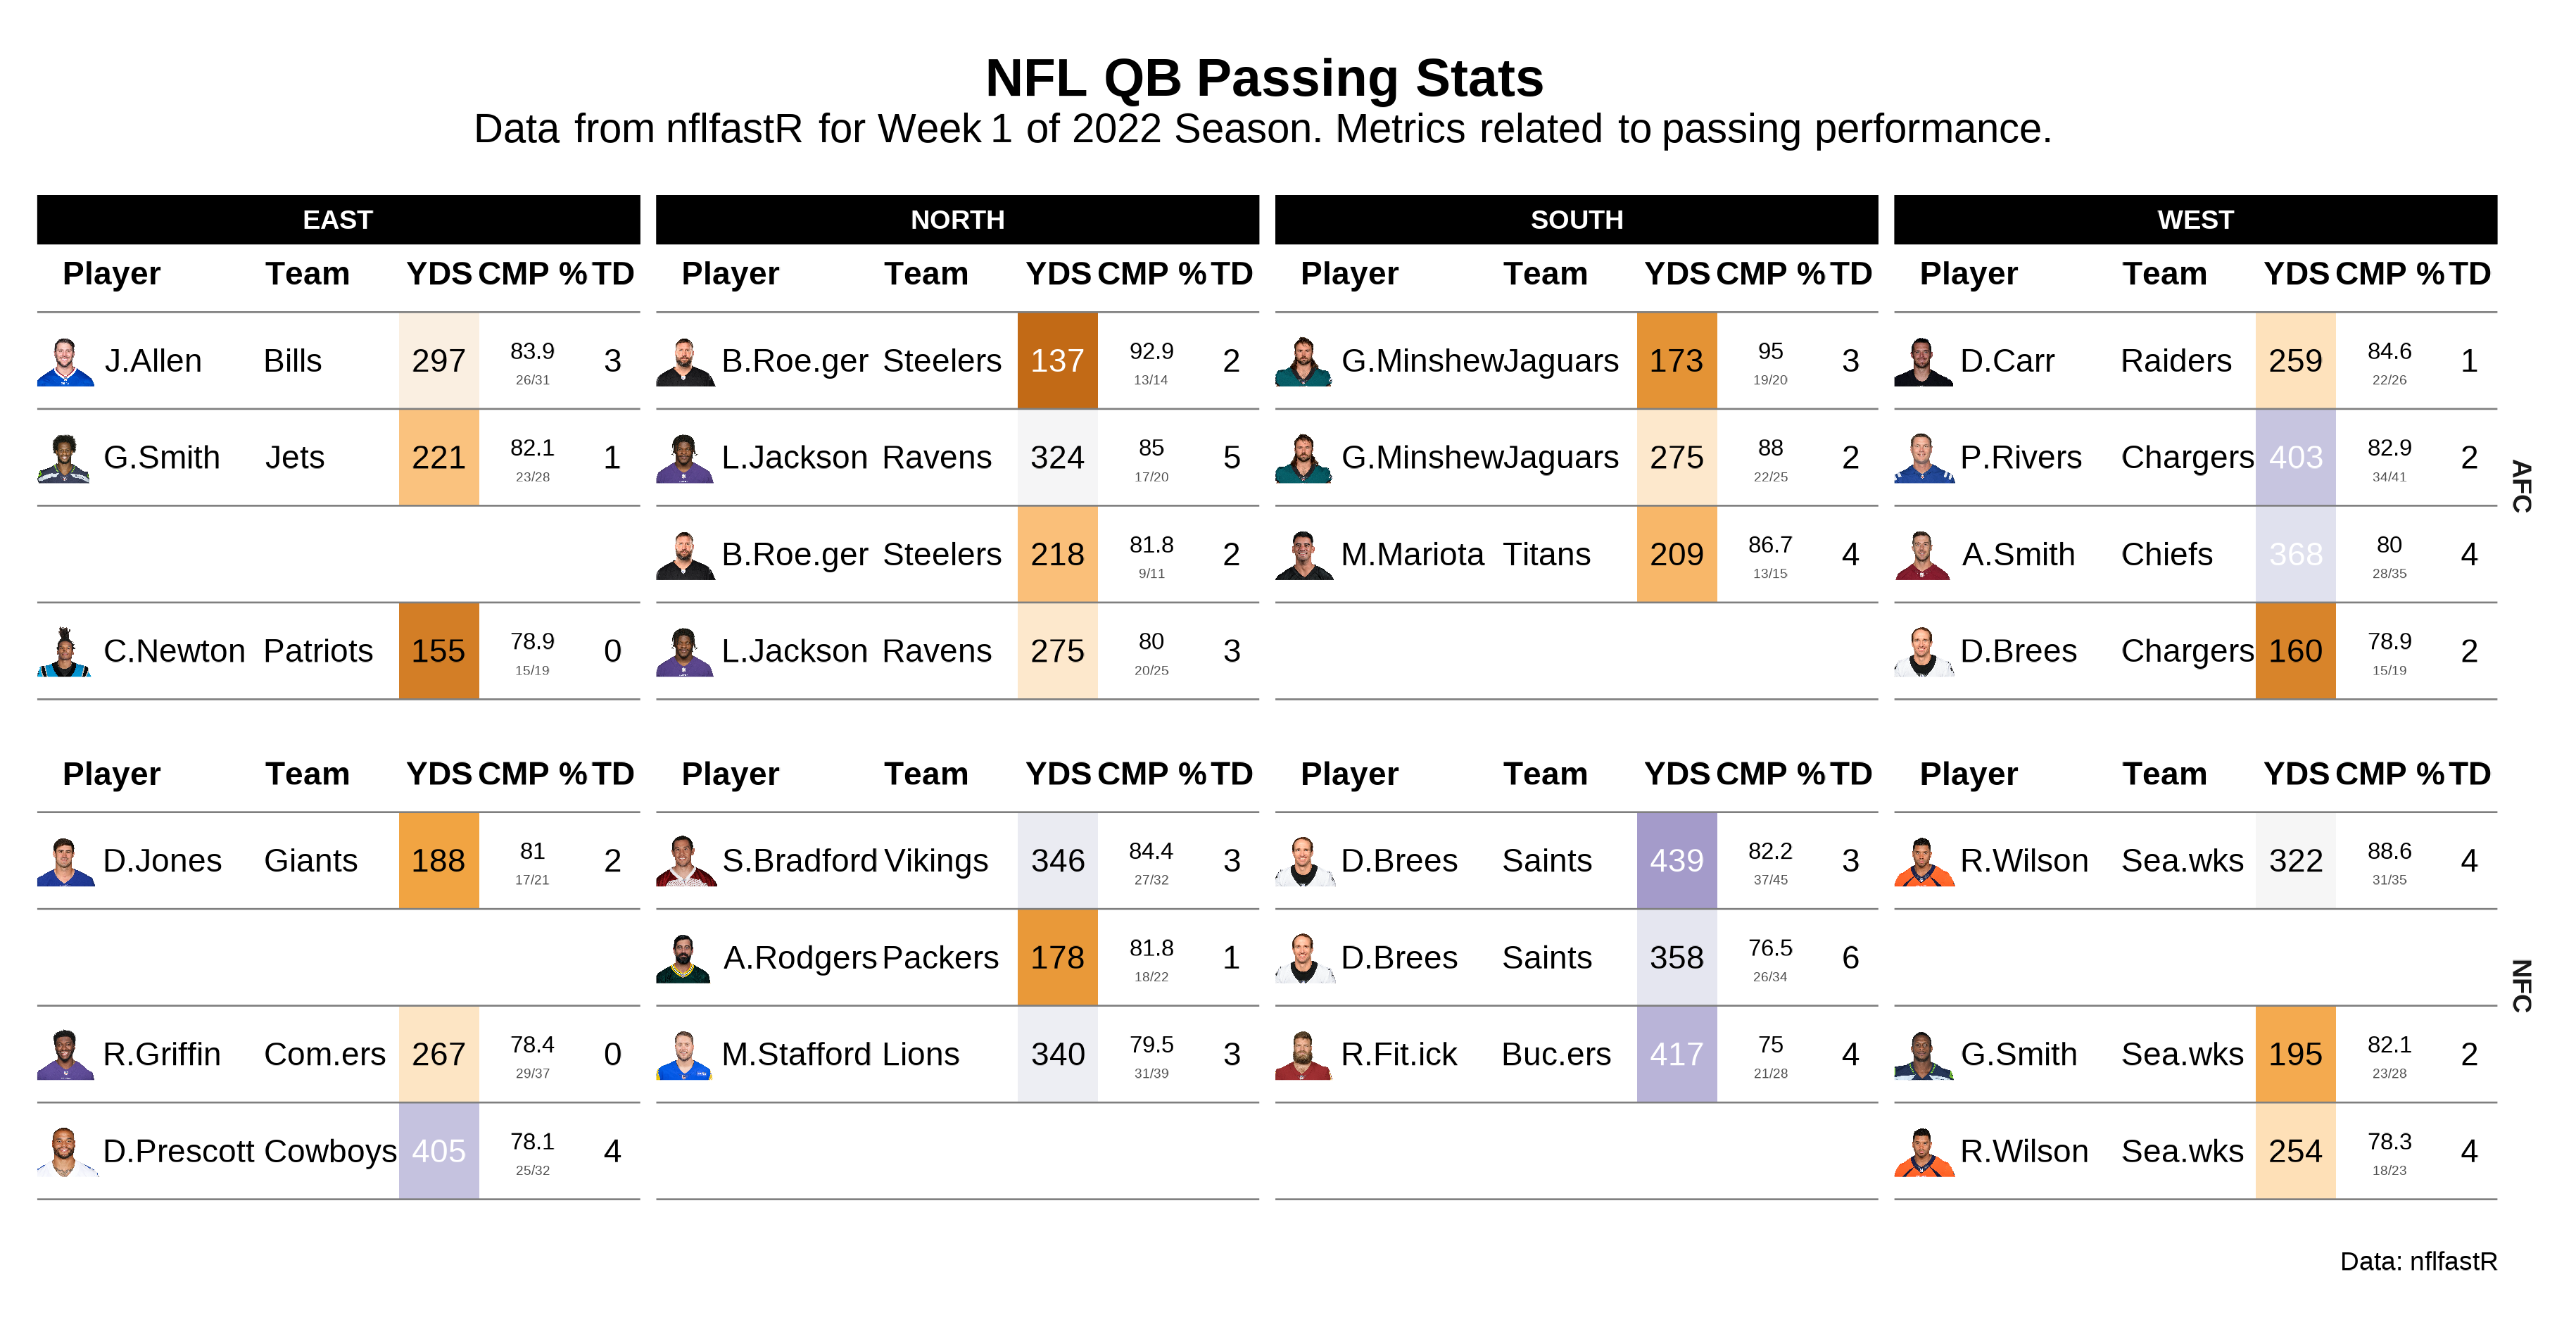 NFL QB Passing Stats
Data from nflfastR for Week 1 of 2022 Season. Metrics related to passing performance.
EAST NORTH SOUTH WEST
Player Team YDS CMP % TD Player Team YDS CMP % TD Player Team YDS CMP % TD Player Team YDS CMP % TD
J.Allen Bills 297 83.9 26/31 3 B.Roe.ger Steelers 137 92.9 13/14 2 G.Minshew Jaguars 173 95 19/20 3 D.Carr Raiders 259 84.6 22/26 1
G.Smith Jets 221 82.1 23/28 1 L.Jackson Ravens 324 85 17/20 5 G.Minshew Jaguars 275 88 22/25 2 P.Rivers Chargers 403 82.9 34/41 2
B.Roe.ger Steelers 218 81.8 9/11 2 M.Mariota Titans 209 86.7 13/15 4 A.Smith Chiefs 368 80 28/35 4
C.Newton Patriots 155 78.9 15/19 0 L.Jackson Ravens 275 80 20/25 3 D.Brees Chargers 160 78.9 15/19 2
AFC
Player Team YDS CMP % TD Player Team YDS CMP % TD Player Team YDS CMP % TD Player Team YDS CMP % TD
D.Jones Giants 188 81 17/21 2 S.Bradford Vikings 346 84.4 27/32 3 D.Brees Saints 439 82.2 37/45 3 R.Wilson Sea.wks 322 88.6 31/35 4
A.Rodgers Packers 178 81.8 18/22 1 D.Brees Saints 358 76.5 26/34 6
R.Griffin Com.ers 267 78.4 29/37 0 M.Stafford Lions 340 79.5 31/39 3 R.Fit.ick Buc.ers 417 75 21/28 4 G.Smith Sea.wks 195 82.1 23/28 2
D.Prescott Cowboys 405 78.1 25/32 4 R.Wilson Sea.wks 254 78.3 18/23 4
NFC
Data: nflfastR